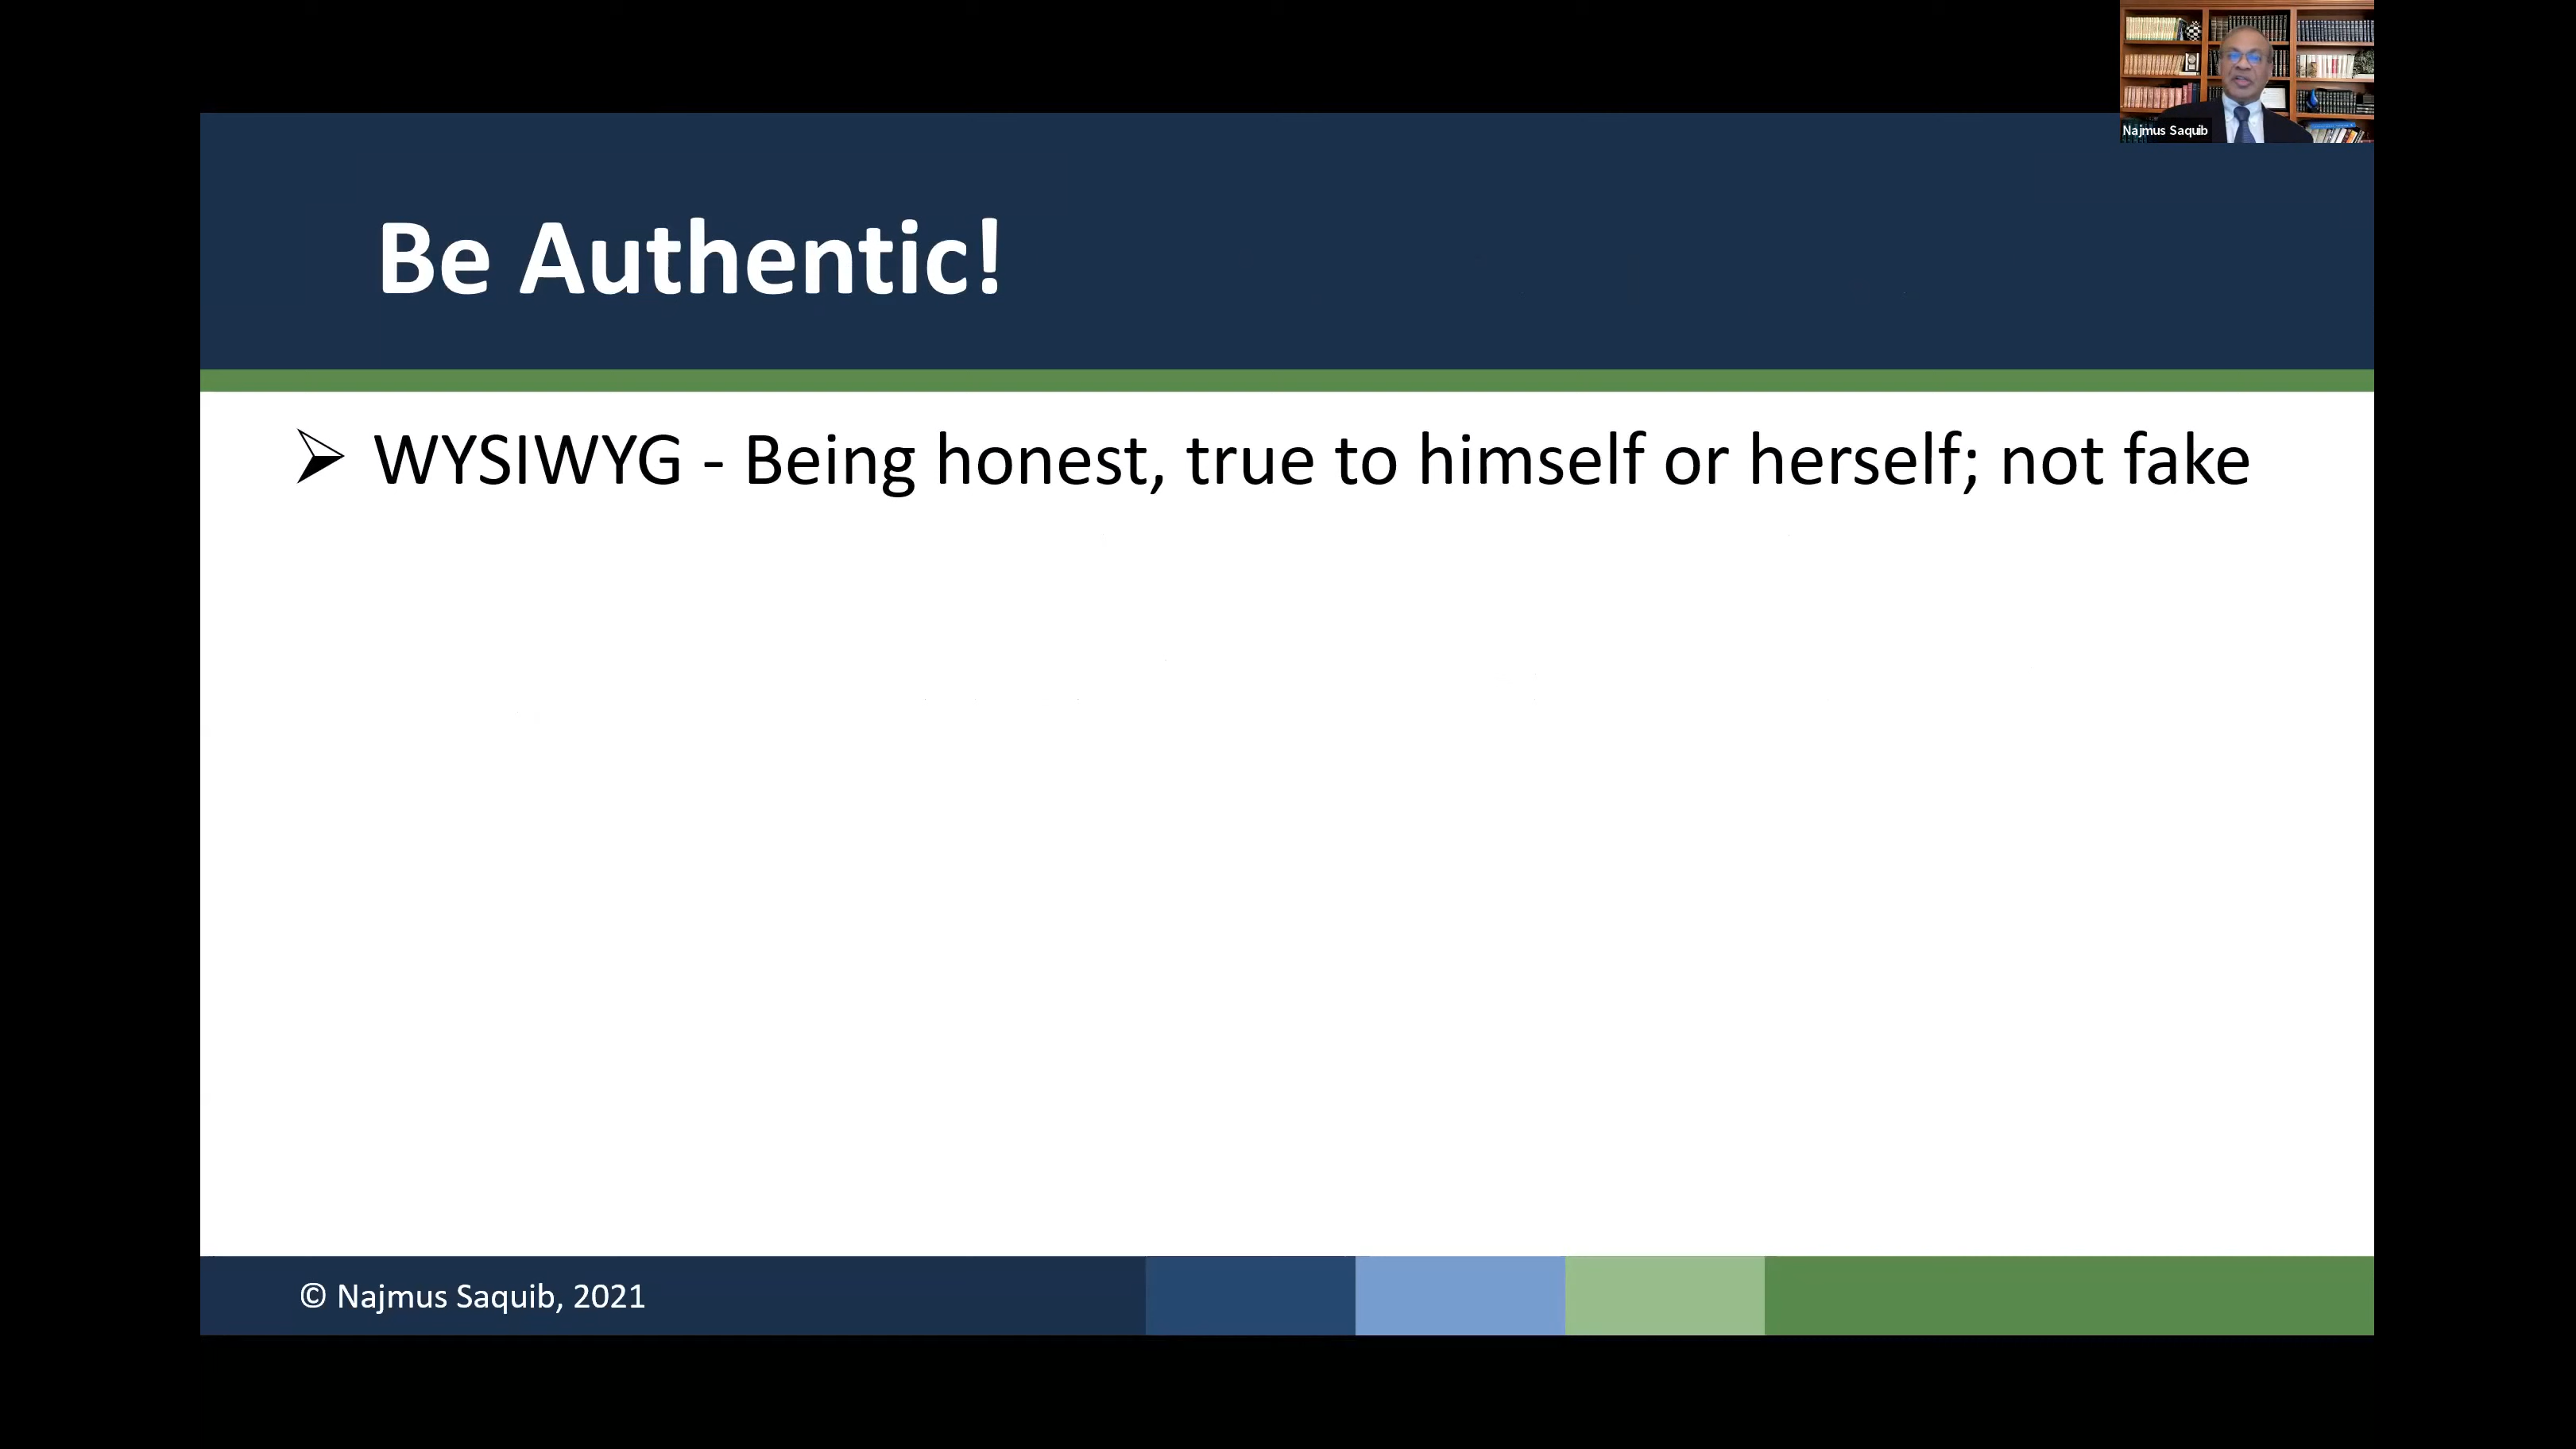 Najmus Saquib
Be Authentic!
WYSIWYG - Being honest, true to himself or herself; not fake
© Najmus Saquib, 2021